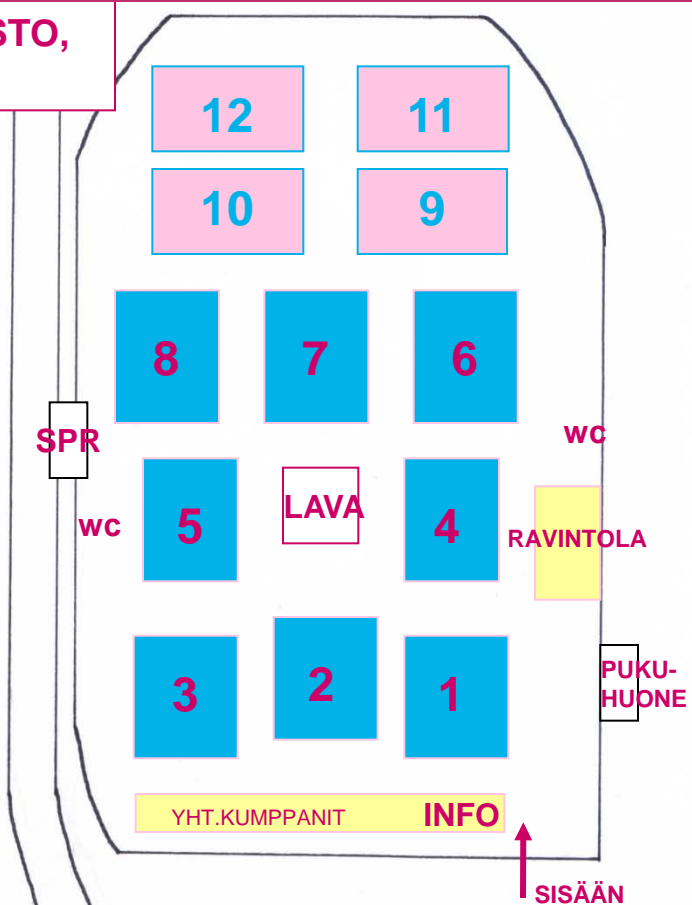 STO,
12 11
10 9
8 7 6
SPR
WC
WC
5 LAVA 4
RAVINTOLA
3 2 1
PUKU-
HUONE
YHT.KUMPPANIT INFO
SISÄÄN